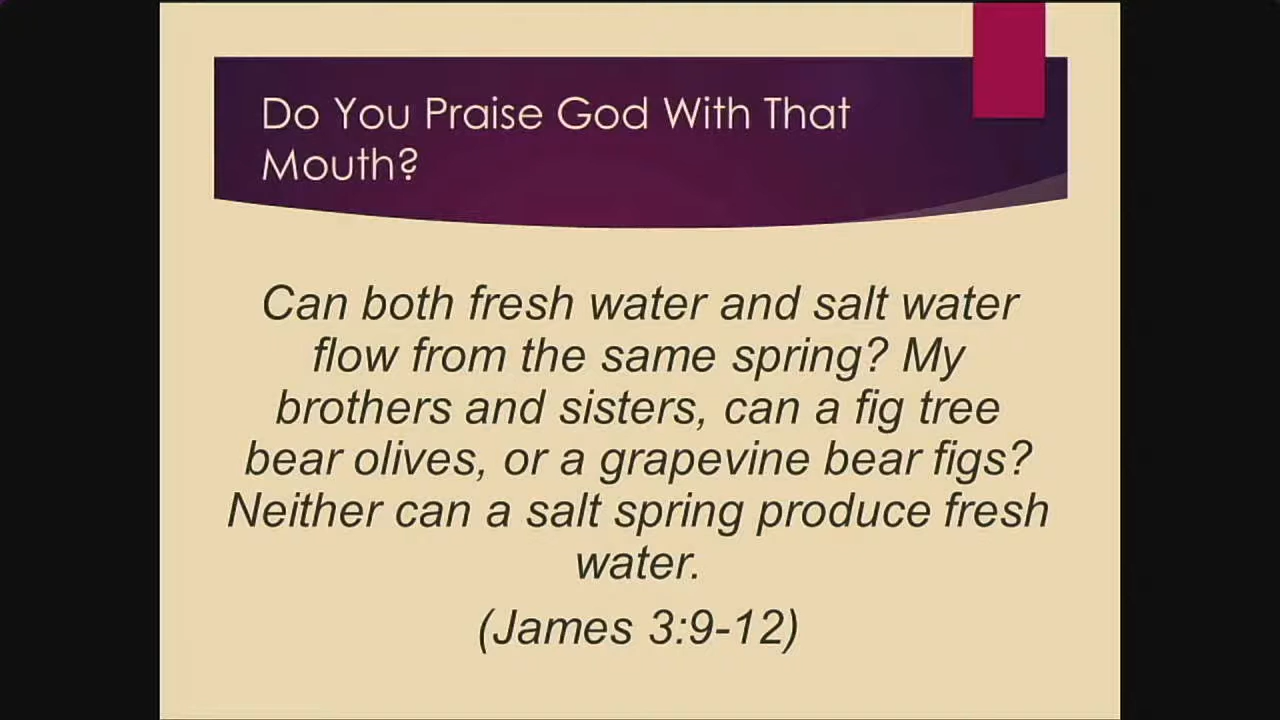 Do You Praise God With That
Mouth?
Can both fresh water and salt water
flow from the same spring? My
brothers and sisters, can a fig tree
bear olives, or a grapevine bear figs?
Neither can a salt spring produce fresh
water.
(James 3:9-12)